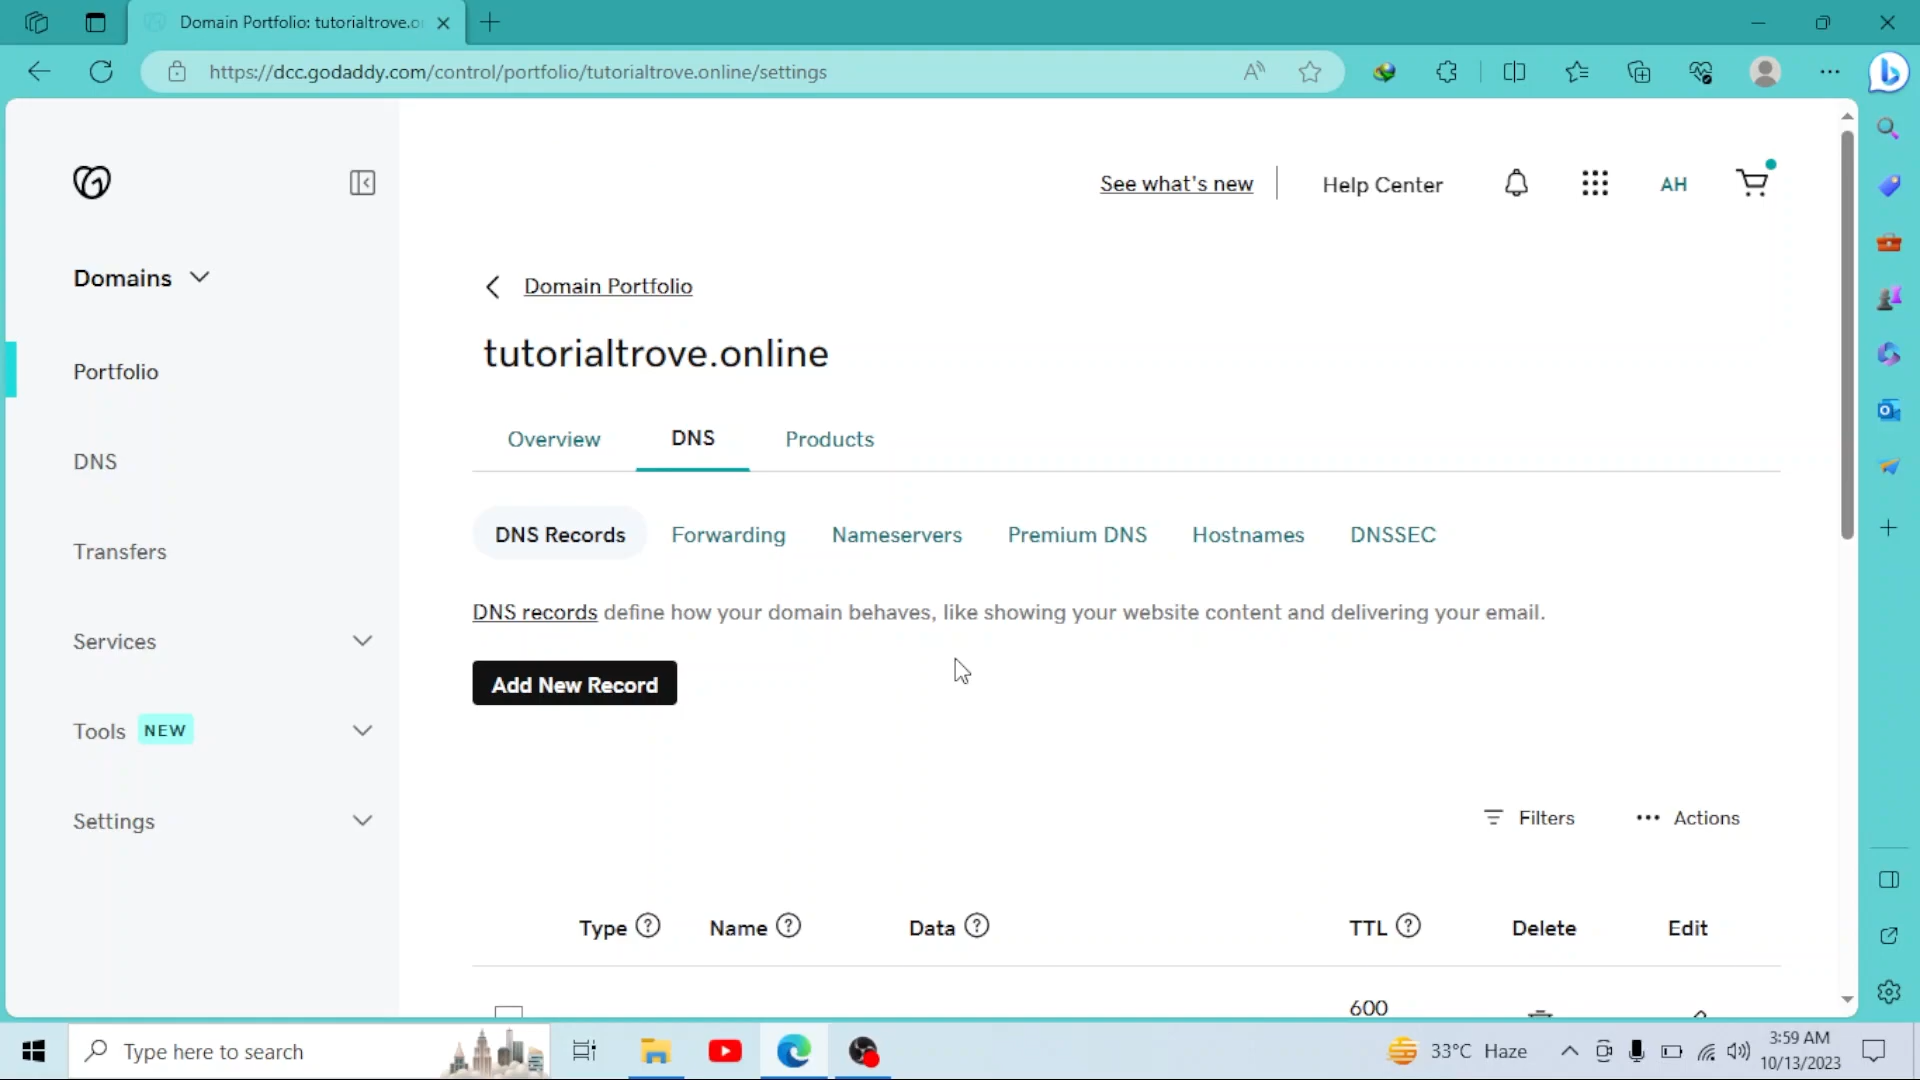 Domain Portfolio: tutorialtrove.o
https://dcc.godaddy.com/control/portfolio/tutorialtrove.online/settings
See what's new
Help Center
AH
Domains
Portfolio
DNS
Transfers
Services
Tools NEW
Settings
Domain Portfolio
tutorialtrove.online
Overview DNS Products
DNS Records Forwarding Nameservers Premium DNS Hostnames DNSSEC
DNS records define how your domain behaves, like showing your website content and delivering your email.
Add New Record
Filters Actions
Type Name Data TTL Delete Edit
600
Type here to search
33°C Haze
3:59 AM
10/13/2023